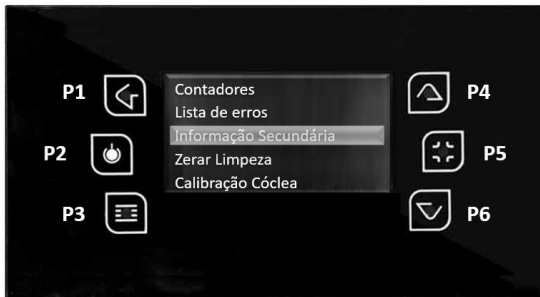 P1
P2
P3
Contadores
Lista de erros
Informação Secundária
Zerar Limpeza
Calibração Cóclea
P4
P5
P6